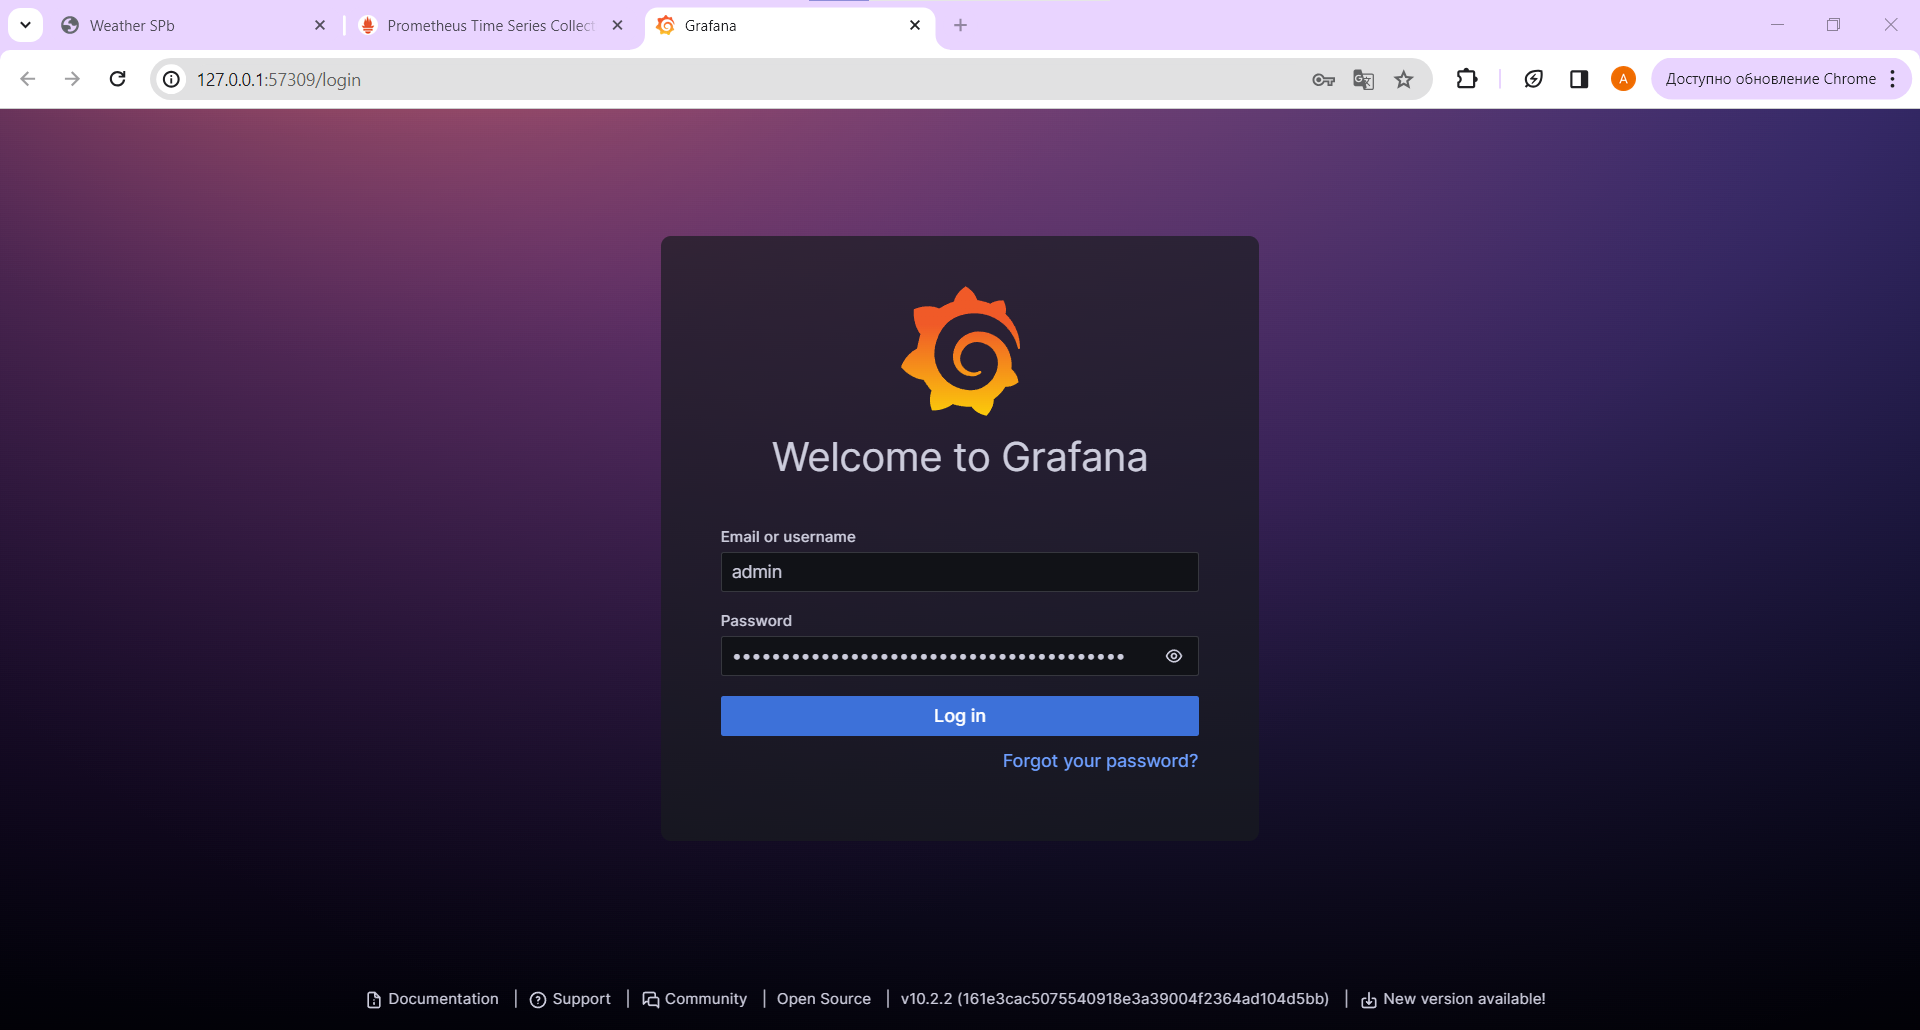 Weather SPb
Prometheus Time Series Collect
Grafana
127.0.0.1:57309/login
A
Доступно обновление Chrome
Welcome to Grafana
Email or username
admin
Password
••••••••••••••••••••••••••••••••••••••••
Log in
Forgot your password?
Documentation | Support | Community | Open Source | v10.2.2 (161e3cac5075540918e3a39004f2364ad104d5bb) | New version available!